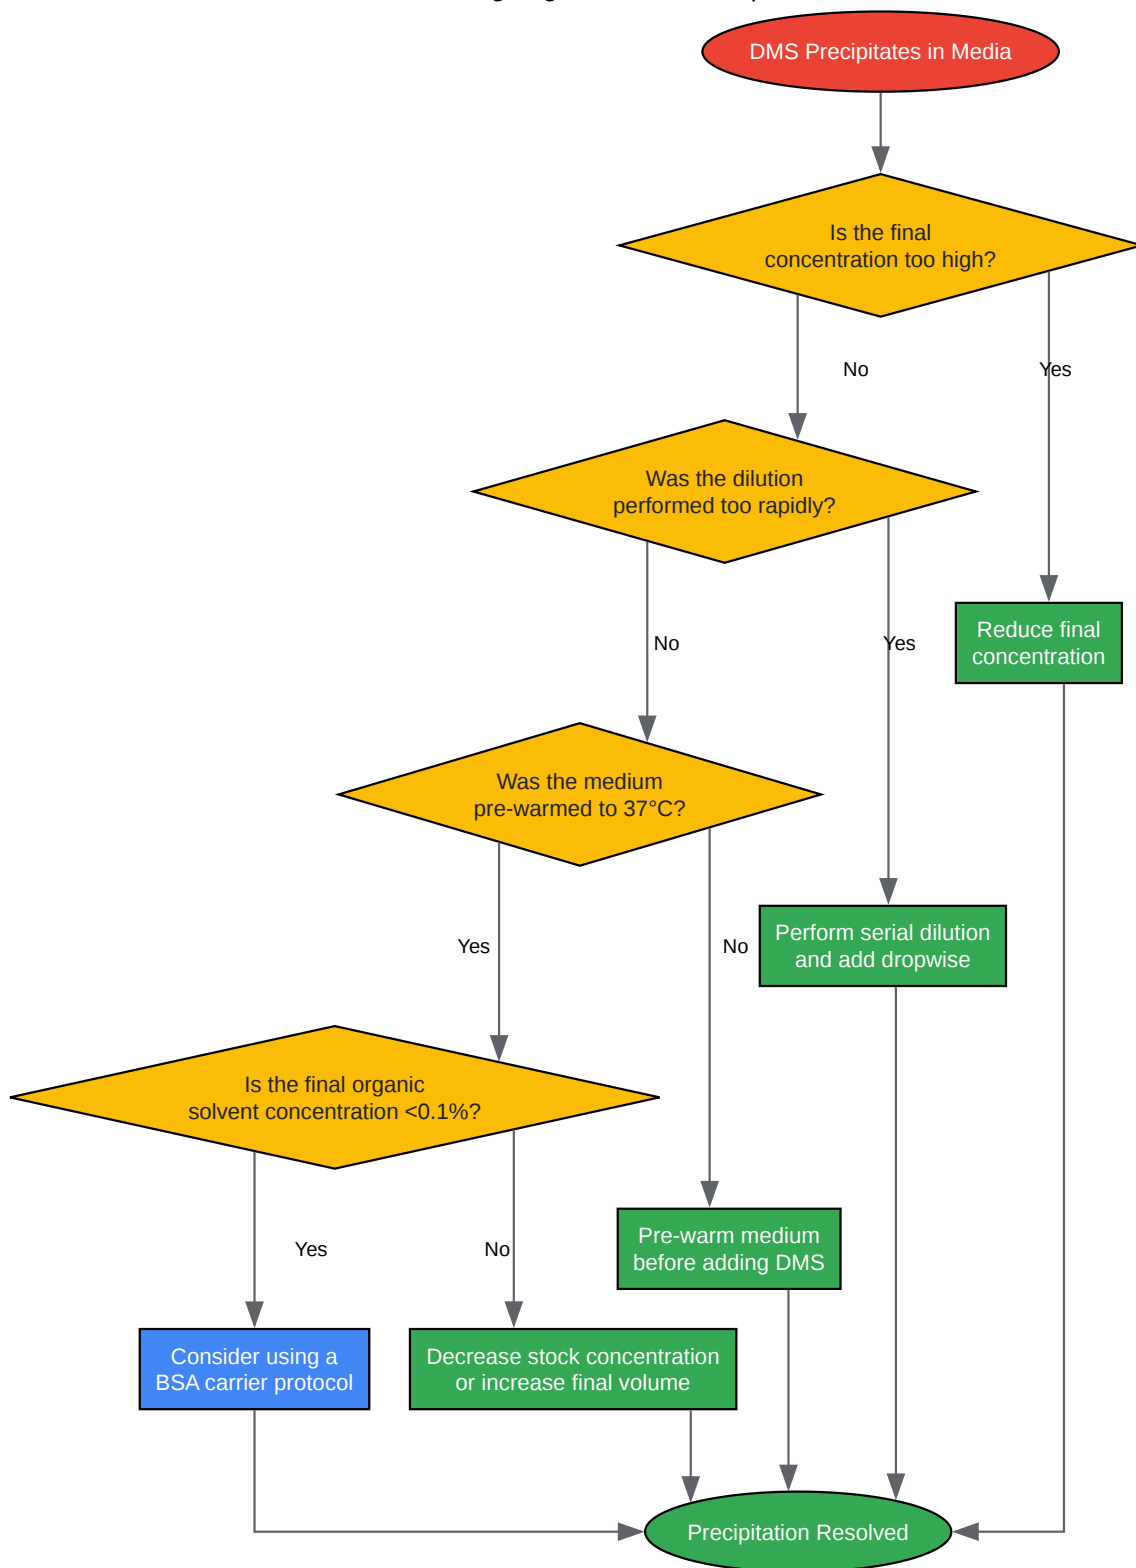 DMS Precipitates in Media
Is the final
concentration too high?
No
Yes
Was the dilution
performed too rapidly?
No
Yes
Reduce final
concentration
Was the medium
pre-warmed to 37°C?
Yes
No
Perform serial dilution
and add dropwise
Is the final organic
solvent concentration <0.1%?
Yes
No
Pre-warm medium
before adding DMS
Consider using a
BSA carrier protocol
Decrease stock concentration
or increase final volume
Precipitation Resolved